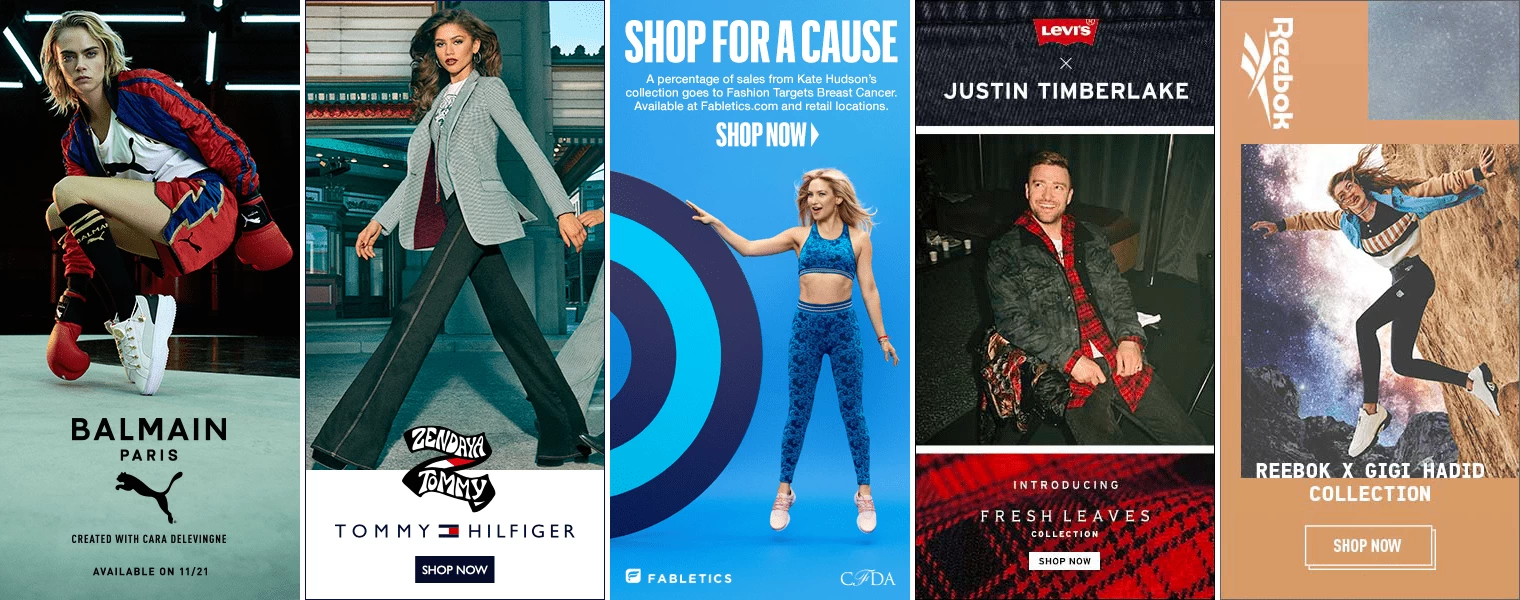 BALMAIN
BALMAIN
PARIS
CREATED WITH CARA DELEVINGNE
AVAILABLE ON 11/21
ZENDAYA
TOMMY
TOMMY HILFIGER
SHOP NOW
SHOP FOR A CAUSE
A percentage of sales from Kate Hudson's
collection goes to Fashion Targets Breast Cancer.
Available at Fabletics.com and retail locations.
SHOP NOW
FABLETICS
CFDA
LEVI'S®
×
JUSTIN TIMBERLAKE
INTRODUCING
FRESH LEAVES
COLLECTION
SHOP NOW
Reebok
REEBOK X GIGI HADID
COLLECTION
SHOP NOW